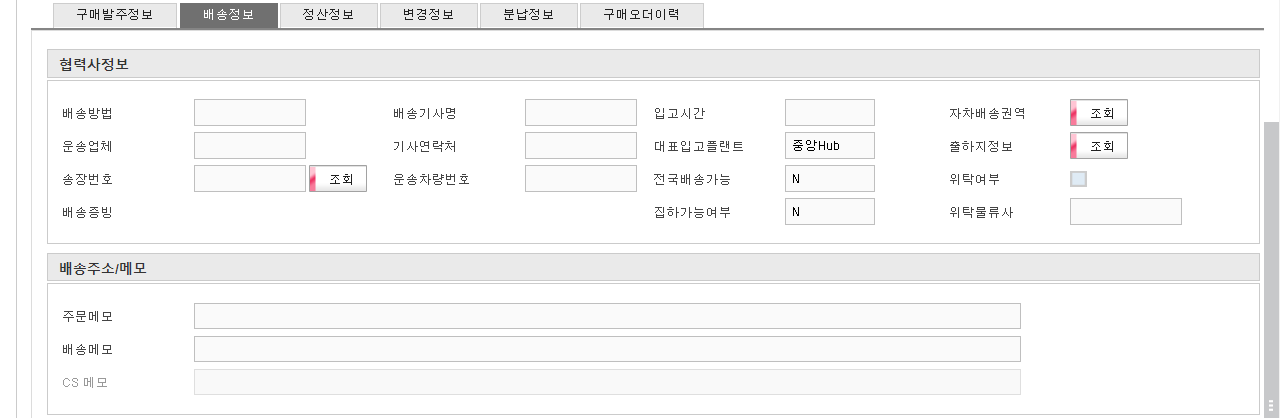 구매발주정보 배송정보 정산정보 변경정보 분납정보 구매오더이력
협력사정보
배송방법 배송기사명 입고시간 자차배송권역 조회
운송업체 기사연락처 대표입고플랜트 중앙Hub 출하지정보 조회
송장번호 조회 운송차량번호 전국배송가능 N 위탁여부
배송증빙 집하가능여부 N 위탁물류사
배송주소/메모
주문메모
배송메모
CS 메모